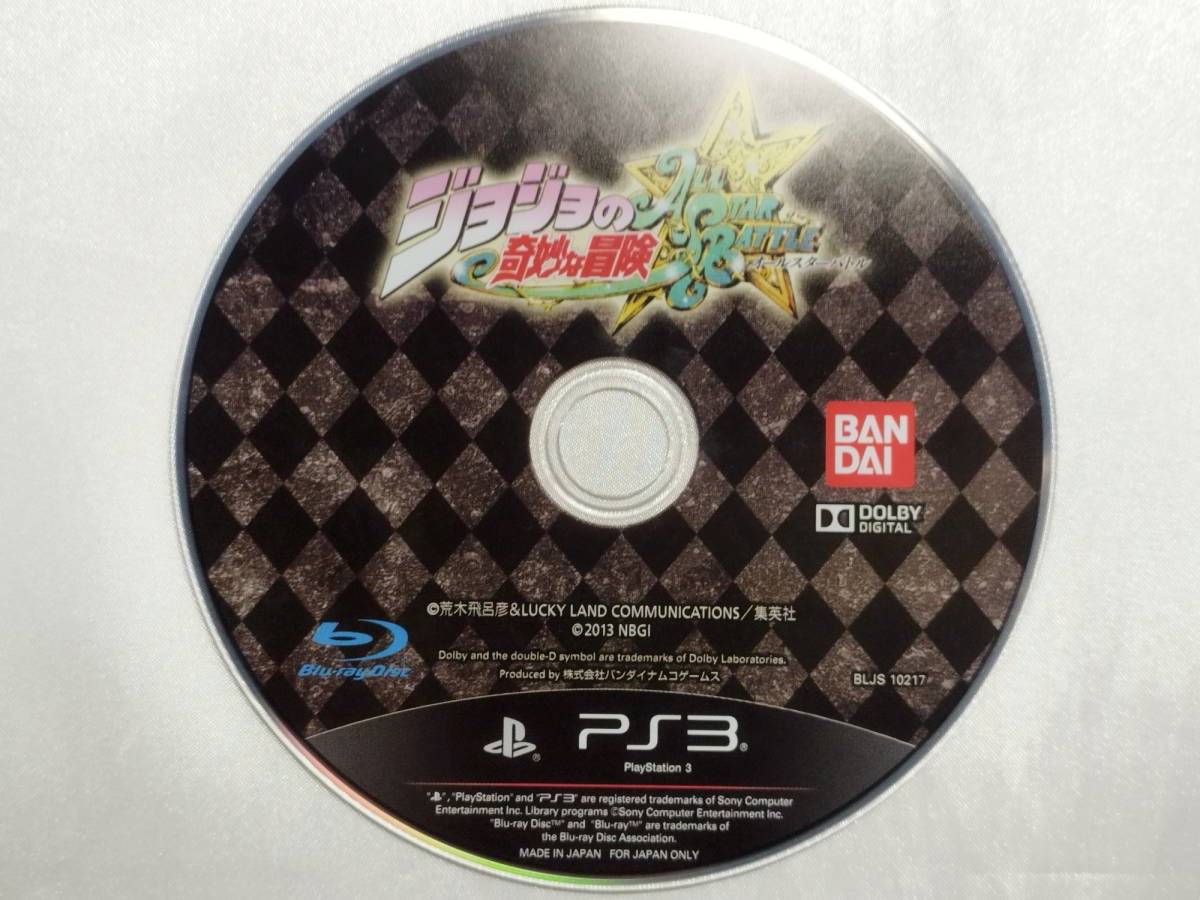 ジョジョの
奇妙な冒険
ALL
STAR
BATTLE
オールスターバトル
BAN
DAI
DOLBY
DIGITAL
©荒木飛呂彦&LUCKY LAND COMMUNICATIONS/集英社
©2013 NBGI
Blu-ray Disc
Dolby and the double-D symbol are trademarks of Dolby Laboratories.
Produced by 株式会社バンダイナムコゲームス
BLJS 10217
PS3®
PlayStation 3
"PS", "PlayStation" and "PS3" are registered trademarks of Sony Computer
Entertainment Inc. Library programs ©Sony Computer Entertainment Inc.
"Blu-ray Disc™" and "Blu-ray™" are trademarks of
the Blu-ray Disc Association.
MADE IN JAPAN FOR JAPAN ONLY